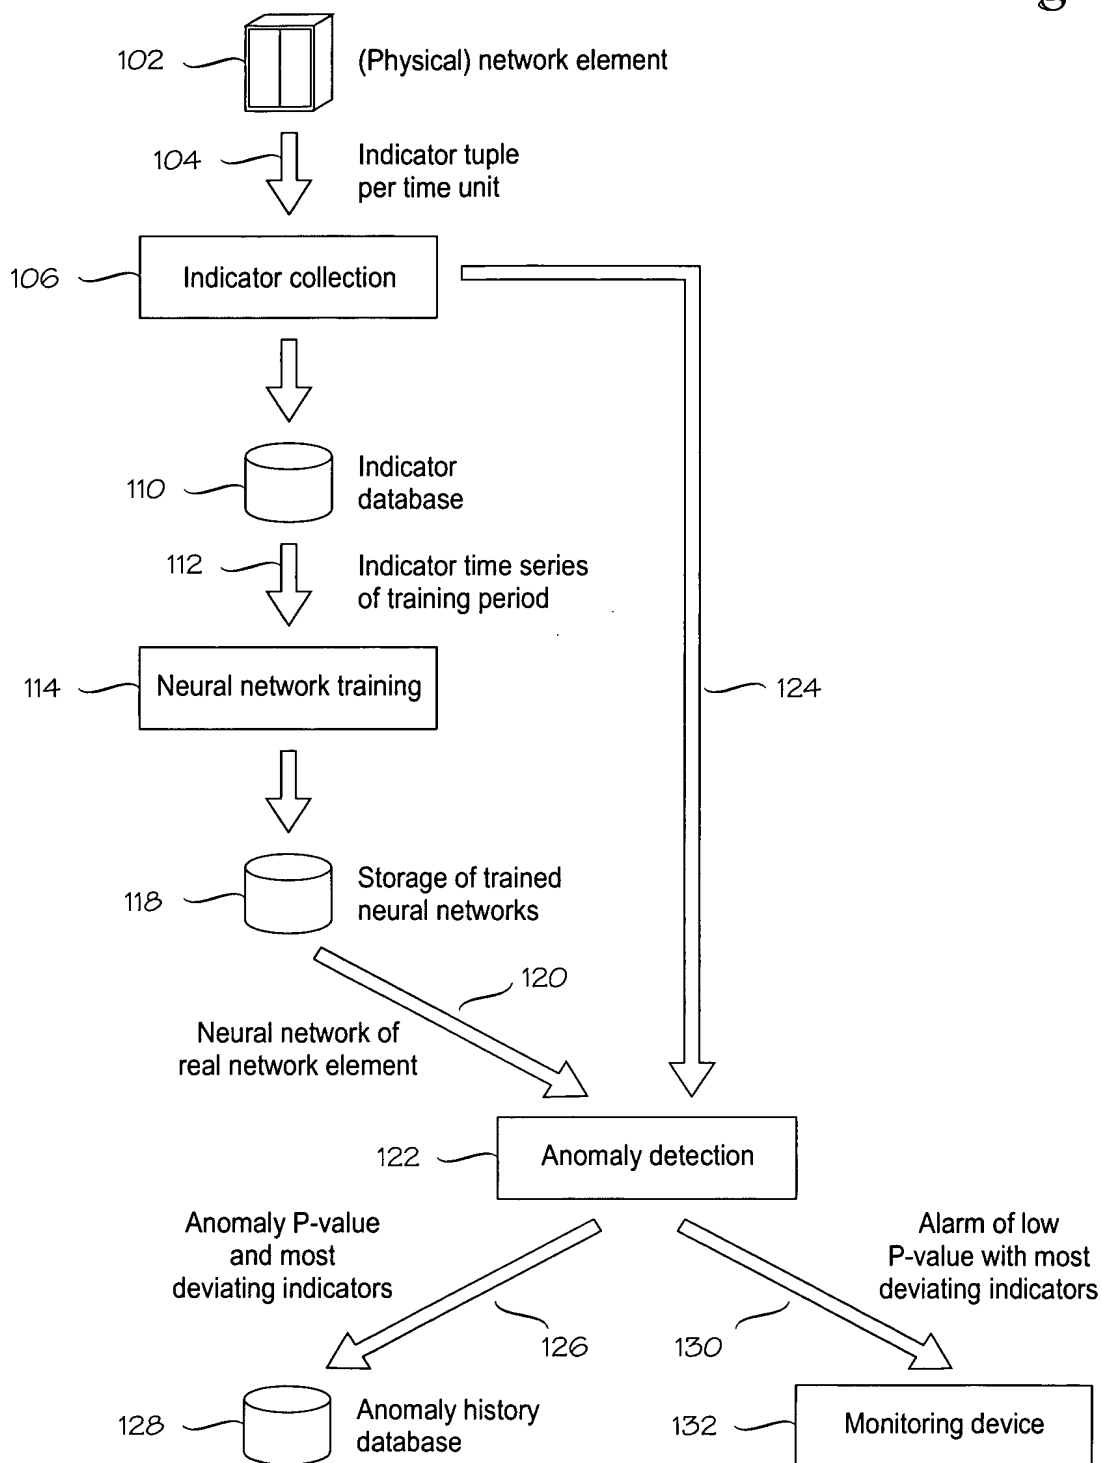 102
(Physical) network element
104
Indicator tuple
per time unit
106
Indicator collection
110
Indicator
database
112
Indicator time series
of training period
114
Neural network training
124
118
Storage of trained
neural networks
120
Neural network of
real network element
122
Anomaly detection
Anomaly P-value
and most
deviating indicators
Alarm of low
P-value with most
deviating indicators
126
130
128
Anomaly history
database
132
Monitoring device